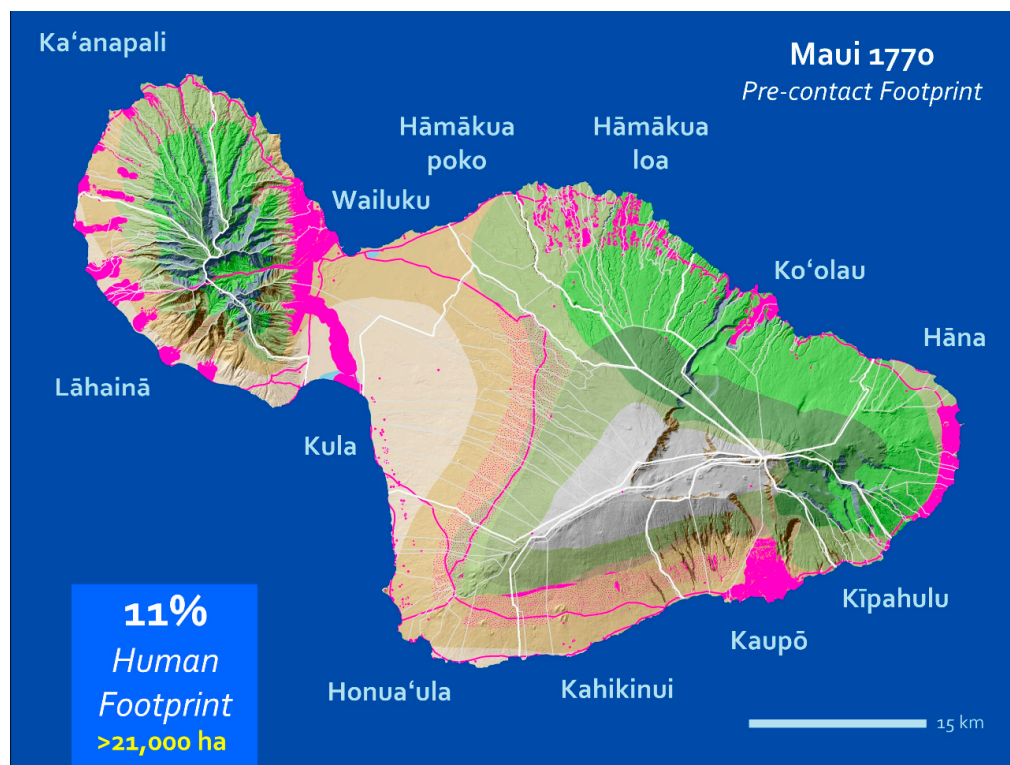 Kaʻanapali
Maui 1770
Pre-contact Footprint
Hāmākua
poko
Hāmākua
loa
Wailuku
Koʻolau
Hāna
Lāhainā
Kula
Kīpahulu
Kaupō
Kahikinui
Honuaʻula
11%
Human
Footprint
>21,000 ha
15 km